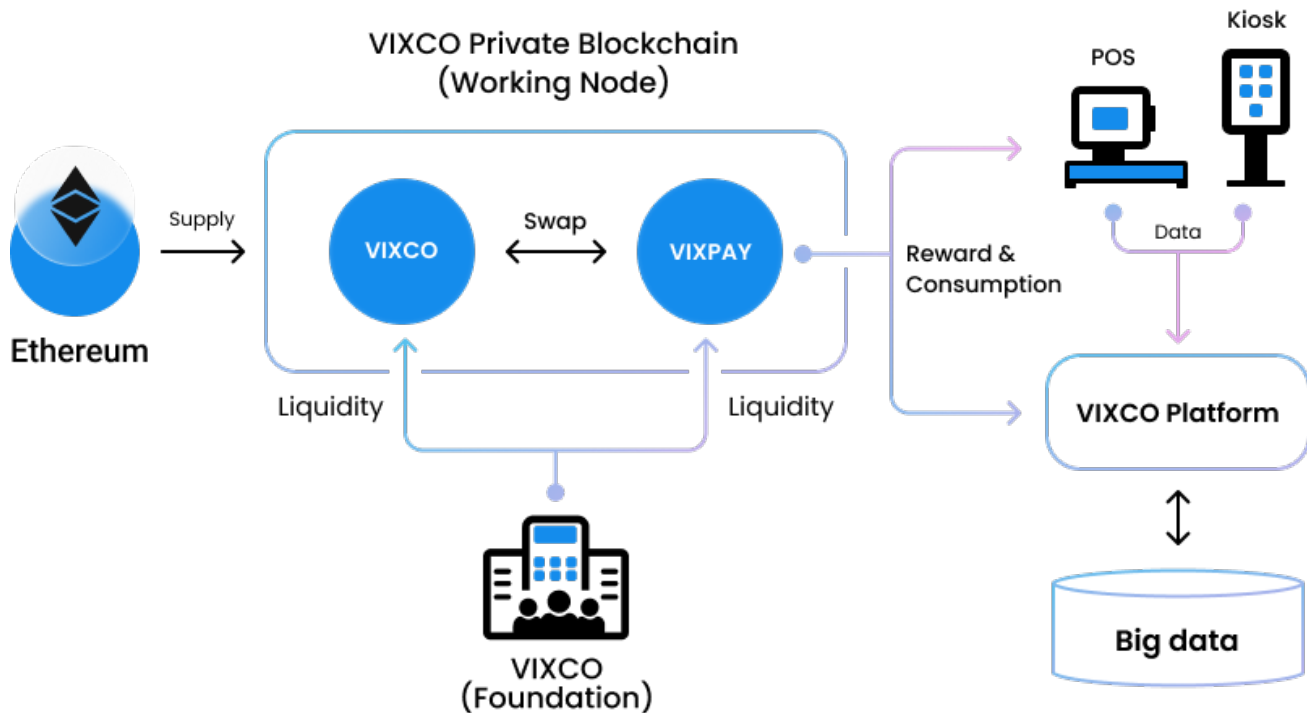 VIXCO Private Blockchain
(Working Node)
Kiosk
POS
Supply
VIXCO
Swap
VIXPAY
Data
Reward &
Consumption
Ethereum
Liquidity
Liquidity
VIXCO Platform
VIXCO
(Foundation)
Big data